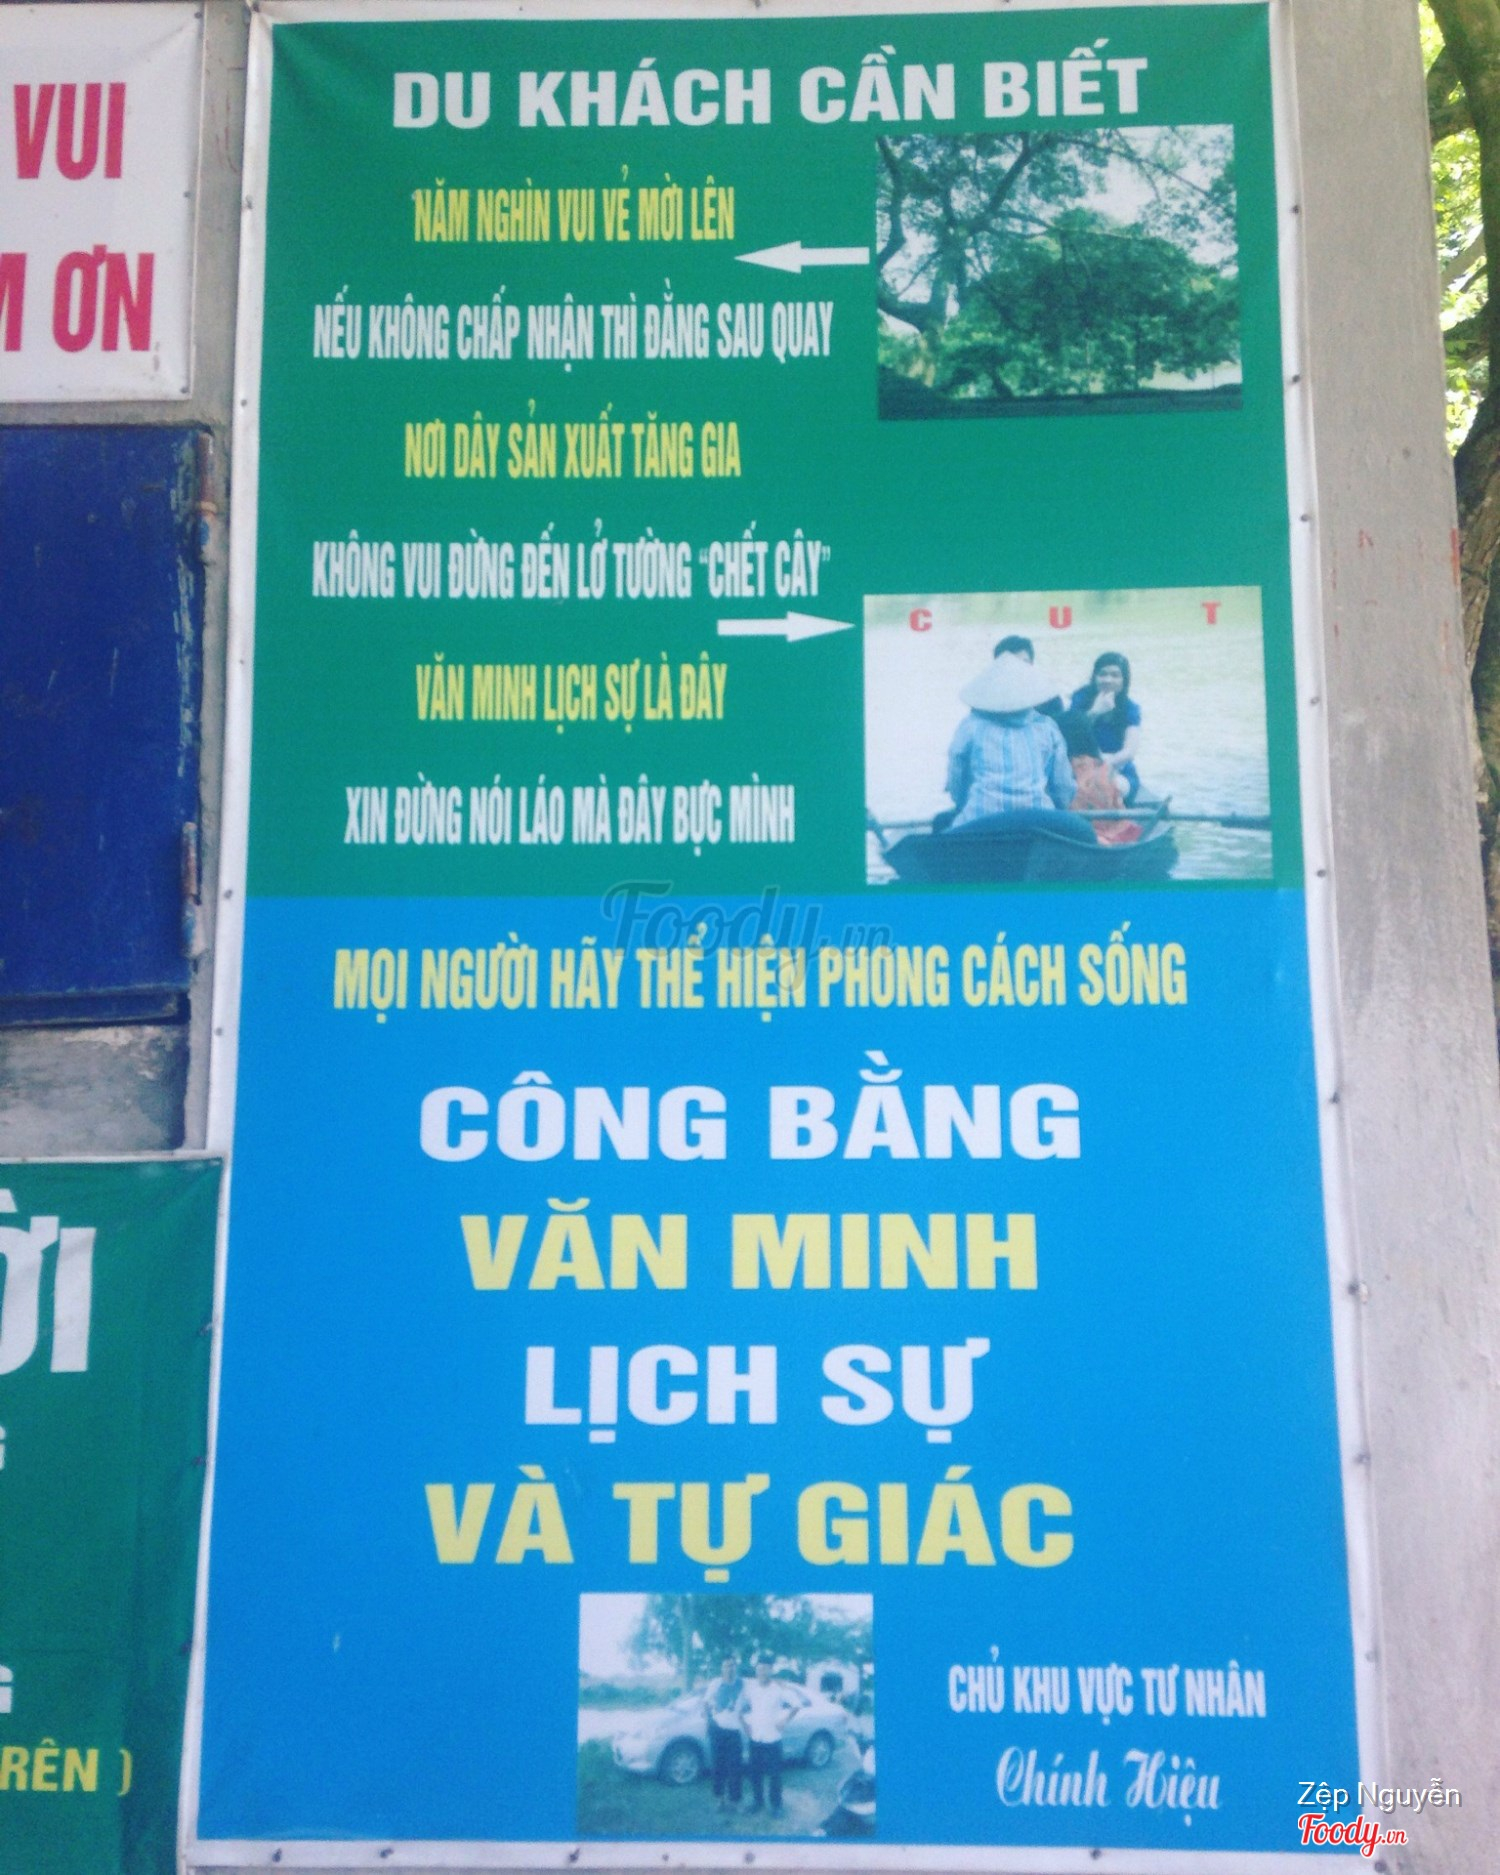 VUI
M ƠN
DU KHÁCH CẦN BIẾT
NĂM NGHÌN VUI VẺ MỜI LÊN
NẾU KHÔNG CHẤP NHẬN THÌ ĐẰNG SAU QUAY
NƠI DÂY SẢN XUẤT TĂNG GIA
KHÔNG VUI ĐỪNG ĐẾN LỞ TƯỜNG "CHẾT CÂY"
C U T
VĂN MINH LỊCH SỰ LÀ ĐÂY
XIN ĐỪNG NÓI LÁO MÀ ĐÂY BỰC MÌNH
Foody.vn
MỌI NGƯỜI HÃY THỂ HIỆN PHONG CÁCH SỐNG
CÔNG BẰNG
VĂN MINH
LỊCH SỰ
VÀ TỰ GIÁC
CHỦ KHU VỰC TƯ NHÂN
Chính Hiệu
ỜI
G
G
RÊN )
Zệp Nguyễn
Foody.vn